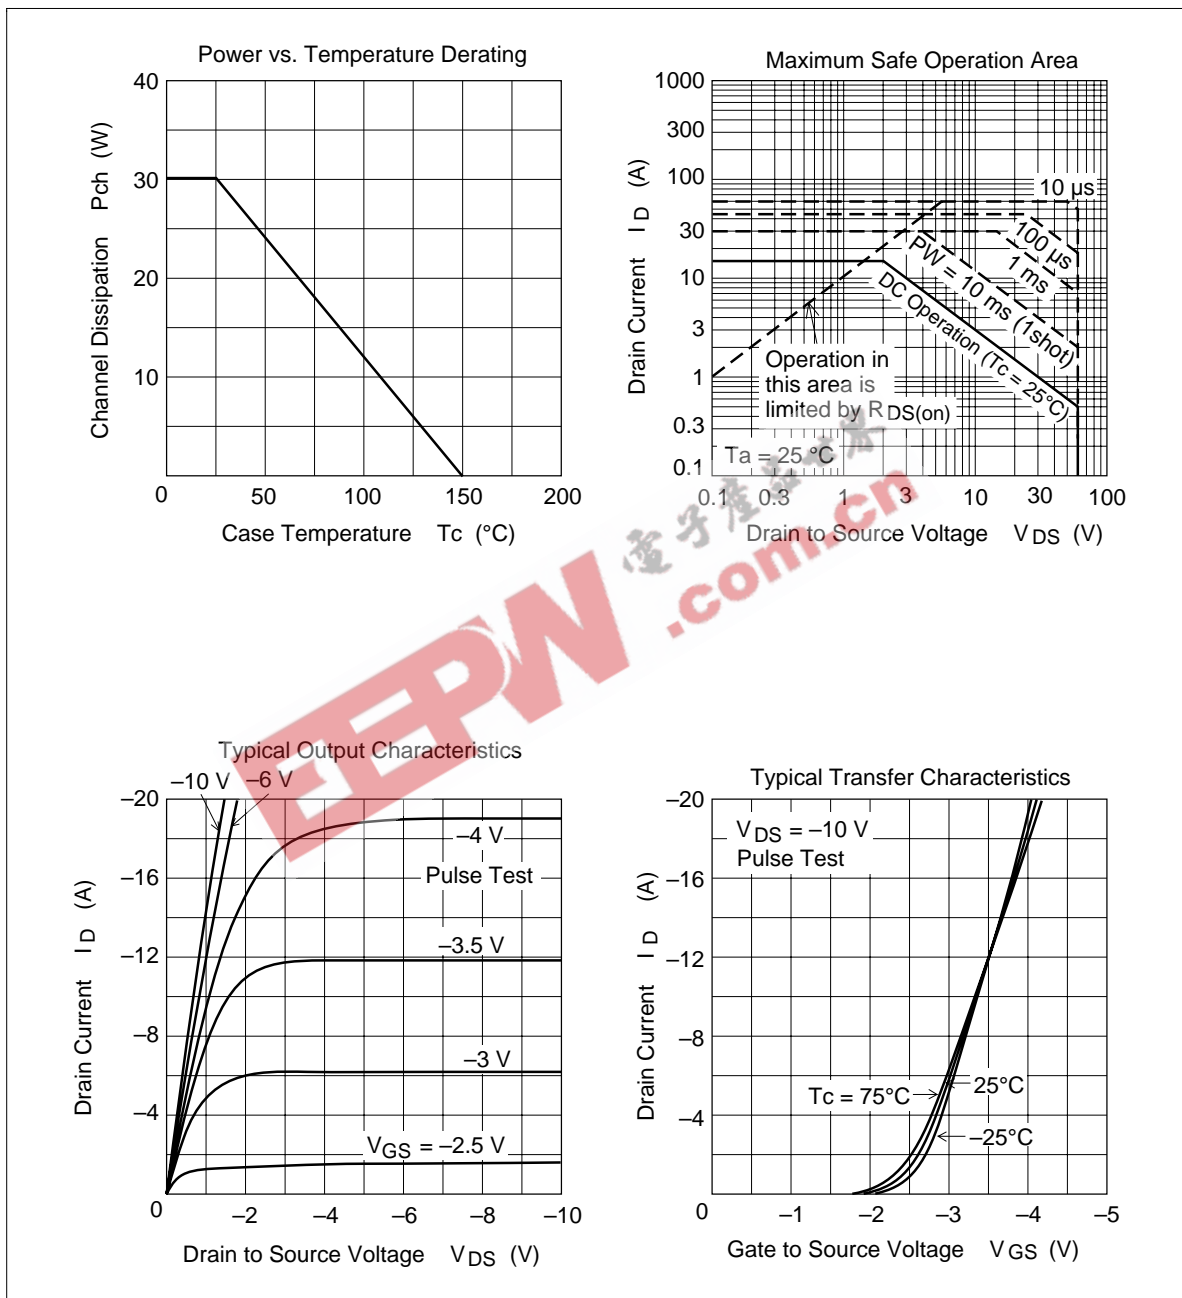 Power vs. Temperature Derating
40
30
20
10
0
50
100
150
200
Channel Dissipation Pch (W)
Case Temperature Tc (°C)
Maximum Safe Operation Area
1000
300
100
30
10
3
1
0.3
0.1
0.1
0.3
1
3
10
30
100
Drain Current I D (A)
Drain to Source Voltage V DS (V)
10 µs
100 µs
1 ms
PW = 10 ms (1shot)
DC Operation (Tc = 25°C)
Operation in
this area is
limited by R DS(on)
Ta = 25 °C
電子產品世界
EEPW
.com.cn
Typical Output Characteristics
–10 V
–6 V
–20
–16
–12
–8
–4
0
–2
–4
–6
–8
–10
–4 V
Pulse Test
–3.5 V
–3 V
VGS = –2.5 V
Drain Current I D (A)
Drain to Source Voltage V DS (V)
Typical Transfer Characteristics
–20
–16
–12
–8
–4
0
–1
–2
–3
–4
–5
V DS = –10 V
Pulse Test
Tc = 75°C
25°C
–25°C
Drain Current I D (A)
Gate to Source Voltage V GS (V)